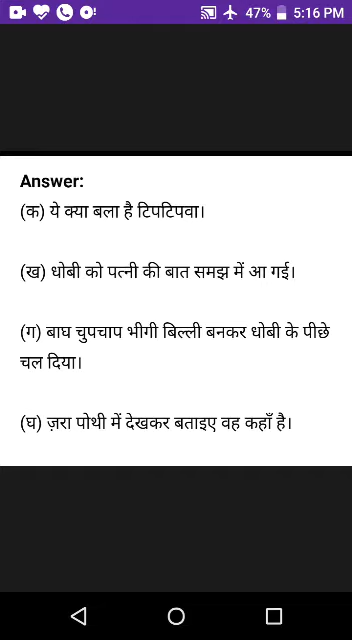 47% 5:16 PM
Answer:
(क) ये क्या बला है टिपटिपवा।
(ख) धोबी को पत्नी की बात समझ में आ गई।
(ग) बाघ चुपचाप भीगी बिल्ली बनकर धोबी के पीछे
चल दिया।
(घ) ज़रा पोथी में देखकर बताइए वह कहाँ है।